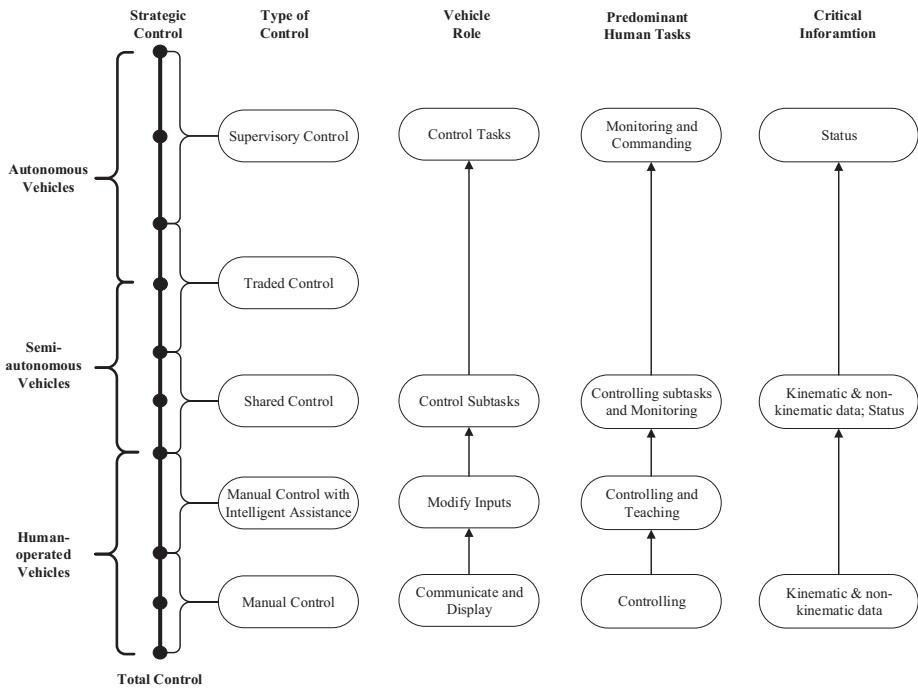 Strategic
Control
Type of
Control
Vehicle
Role
Predominant
Human Tasks
Critical
Inforamtion
Autonomous
Vehicles
Supervisory Control
Control Tasks
Monitoring and
Commanding
Status
Traded Control
Semi-
autonomous
Vehicles
Shared Control
Control Subtasks
Controlling subtasks
and Monitoring
Kinematic & non-
kinematic data; Status
Manual Control with
Intelligent Assistance
Modify Inputs
Controlling and
Teaching
Human-
operated
Vehicles
Manual Control
Communicate and
Display
Controlling
Kinematic & non-
kinematic data
Total Control